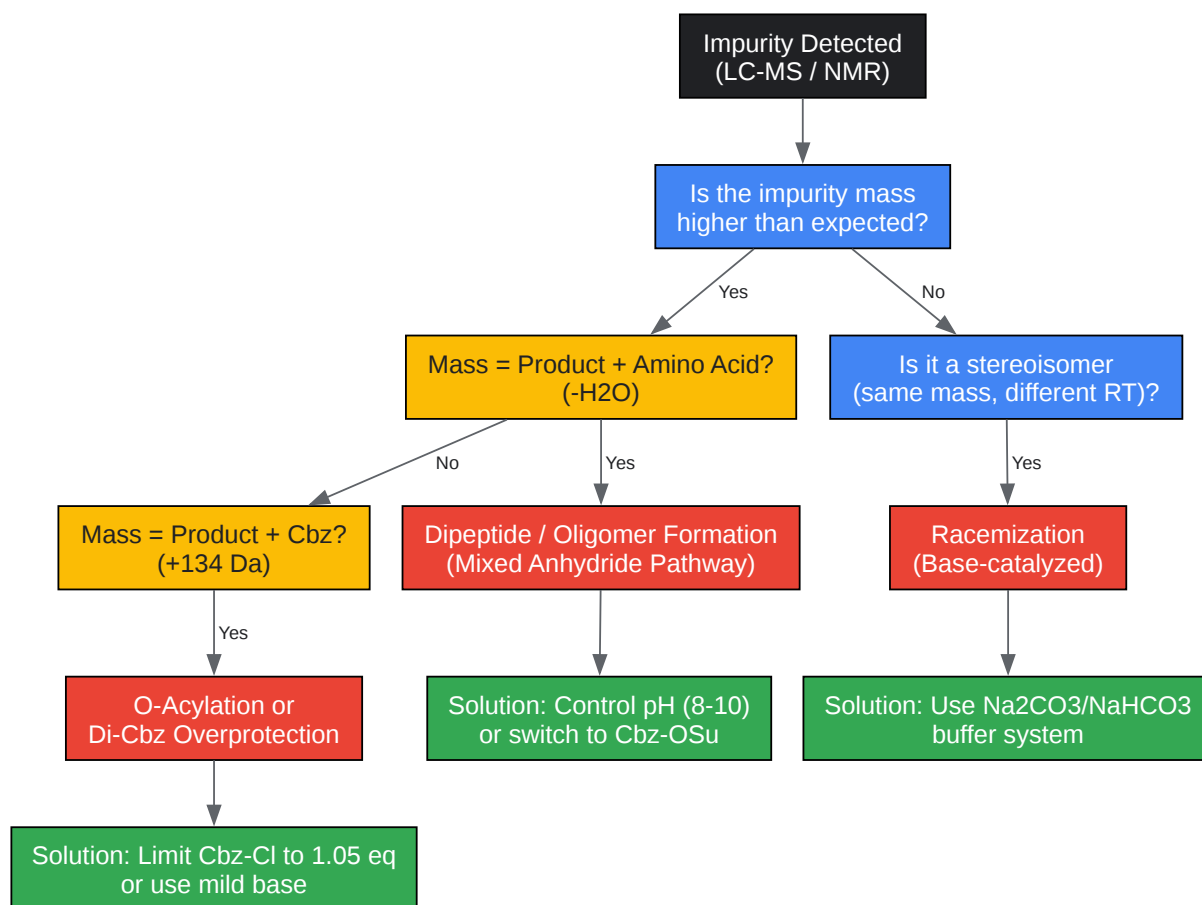 Impurity Detected
(LC-MS / NMR)
Is the impurity mass
higher than expected?
Yes
No
Mass = Product + Amino Acid?
(-H2O)
Is it a stereoisomer
(same mass, different RT)?
No
Yes
Yes
Mass = Product + Cbz?
(+134 Da)
Dipeptide / Oligomer Formation
(Mixed Anhydride Pathway)
Racemization
(Base-catalyzed)
Yes
O-Acylation or
Di-Cbz Overprotection
Solution: Control pH (8-10)
or switch to Cbz-OSu
Solution: Use Na2CO3/NaHCO3
buffer system
Solution: Limit Cbz-Cl to 1.05 eq
or use mild base